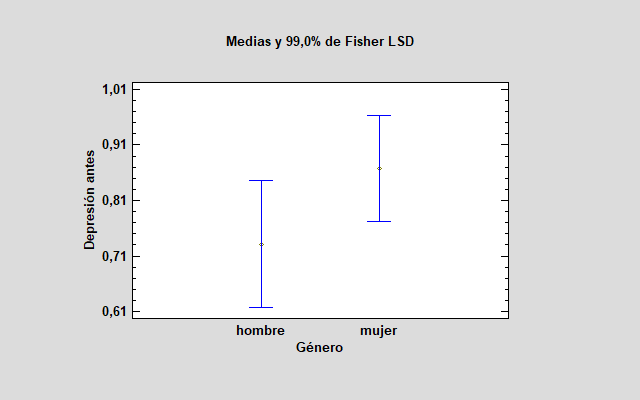 Medias y 99,0% de Fisher LSD
1,01
0,91
0,81
0,71
0,61
Depresión antes
hombre mujer
Género